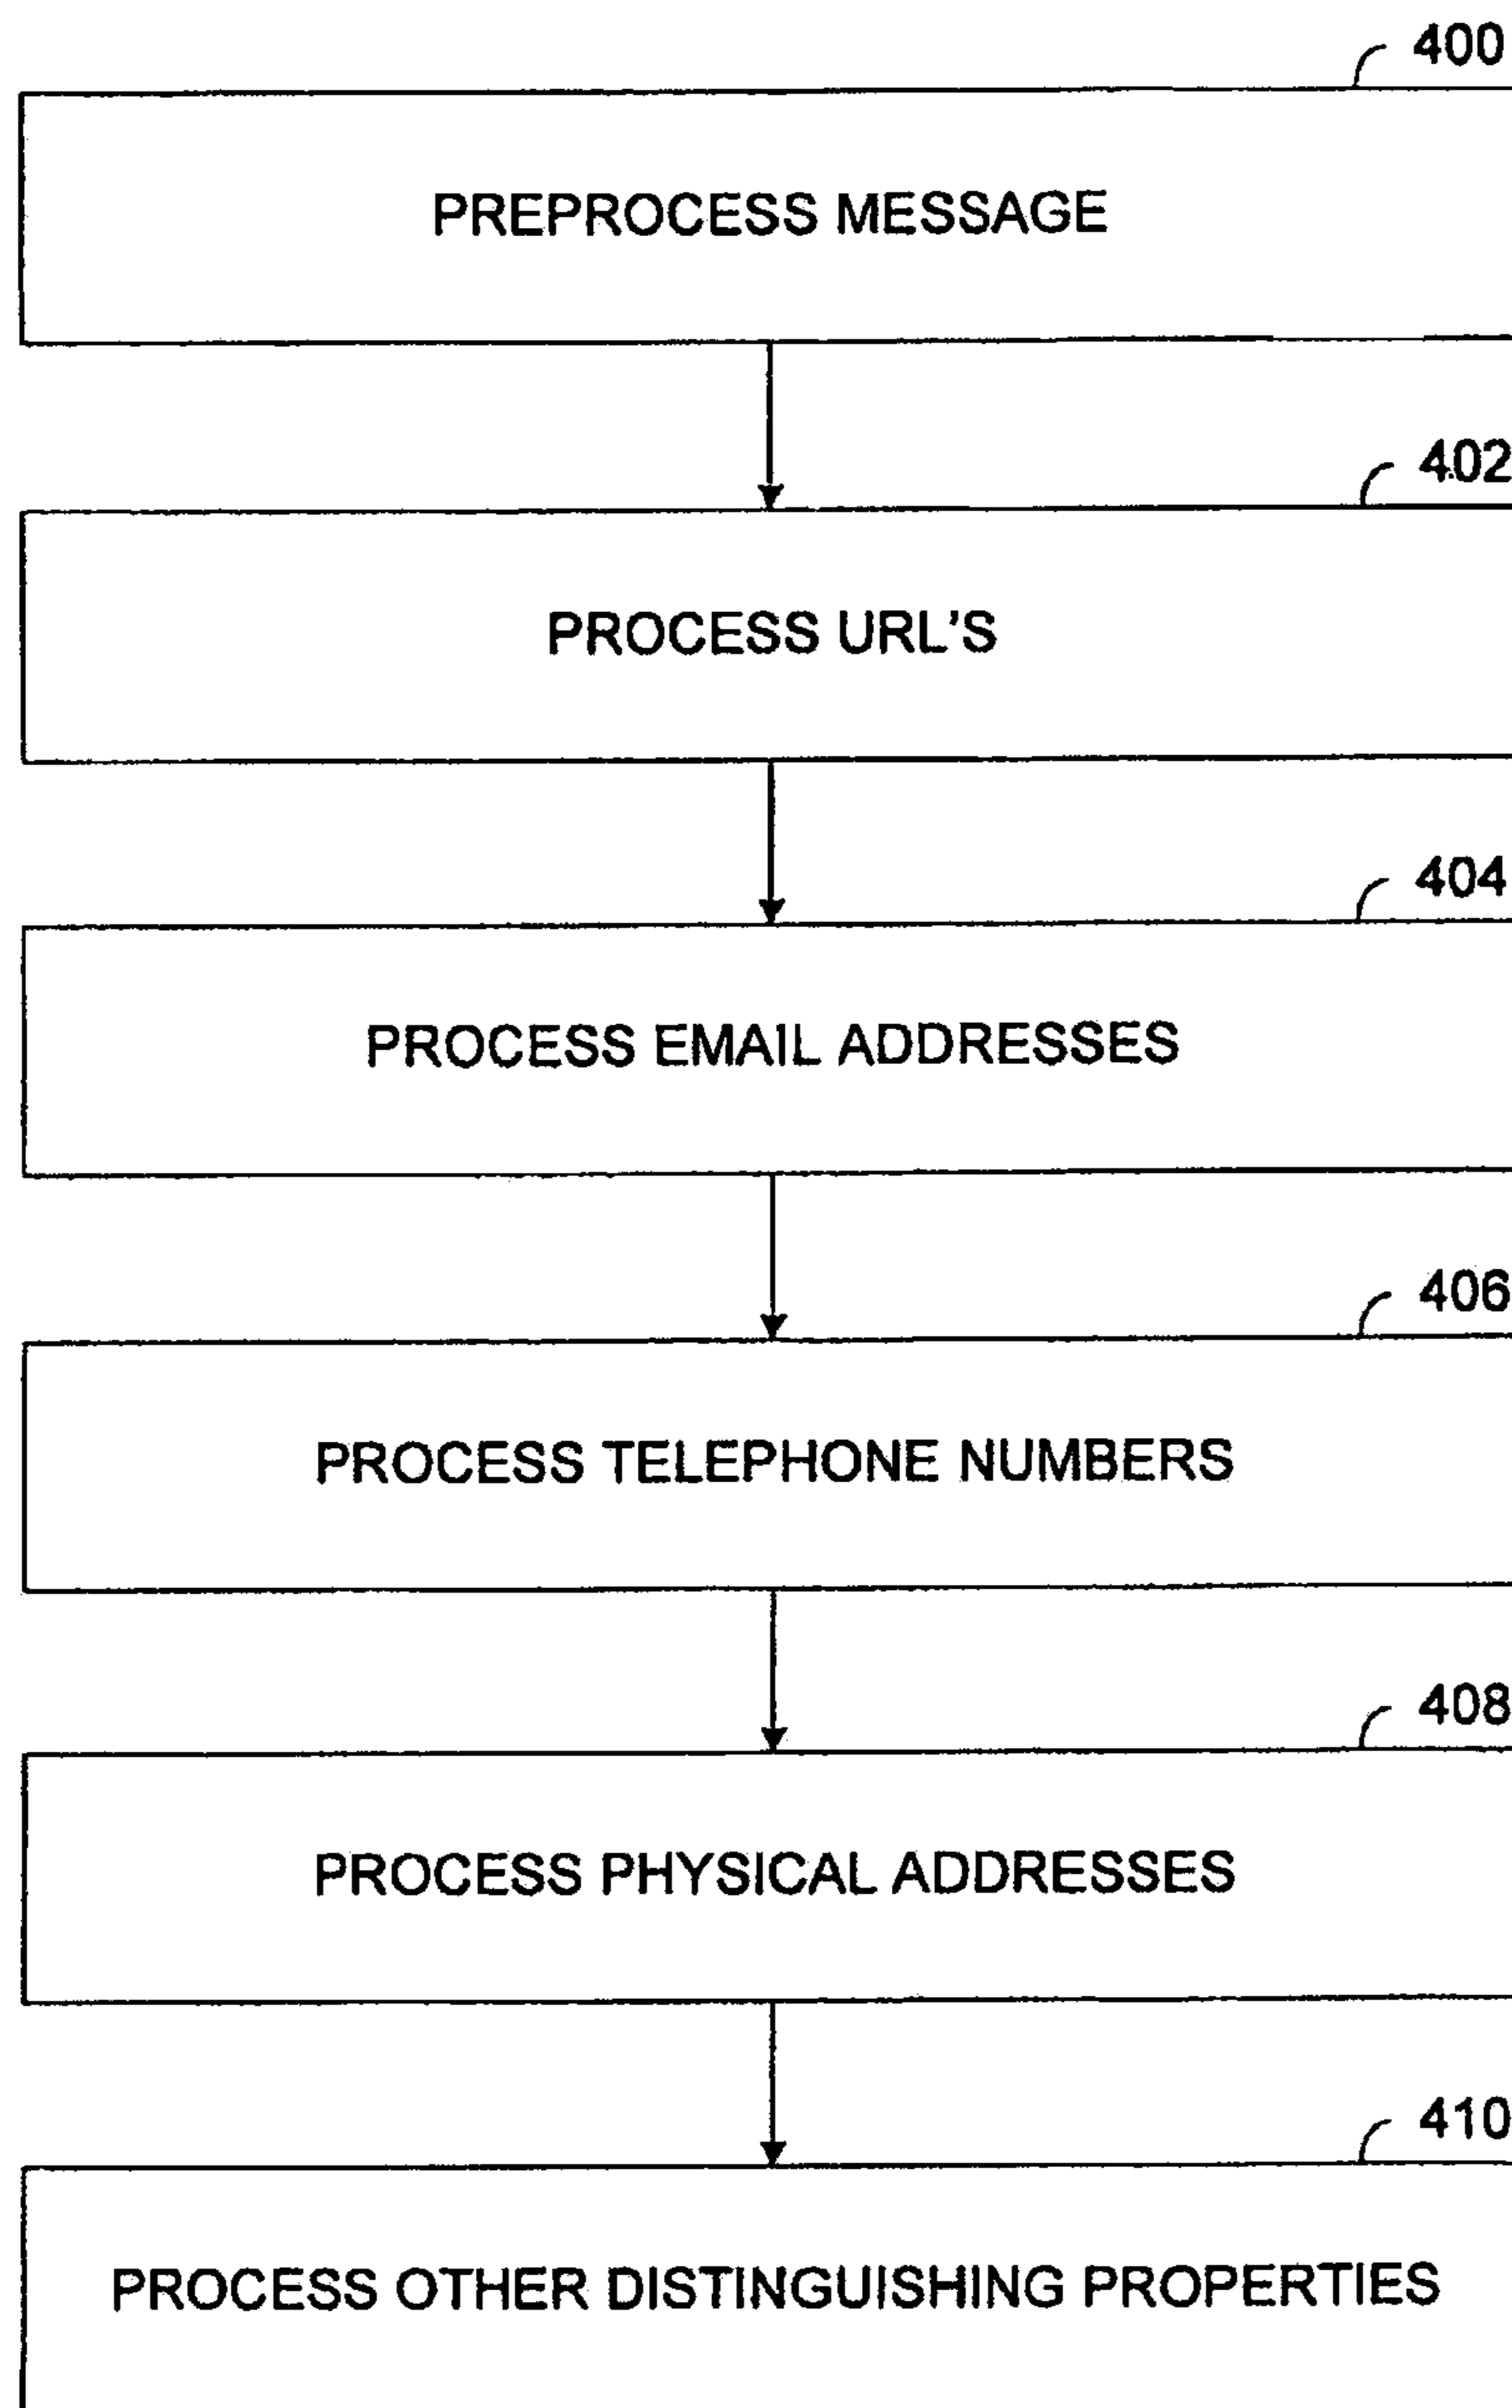 400
PREPROCESS MESSAGE
402
PROCESS URL'S
404
PROCESS EMAIL ADDRESSES
406
PROCESS TELEPHONE NUMBERS
408
PROCESS PHYSICAL ADDRESSES
410
PROCESS OTHER DISTINGUISHING PROPERTIES